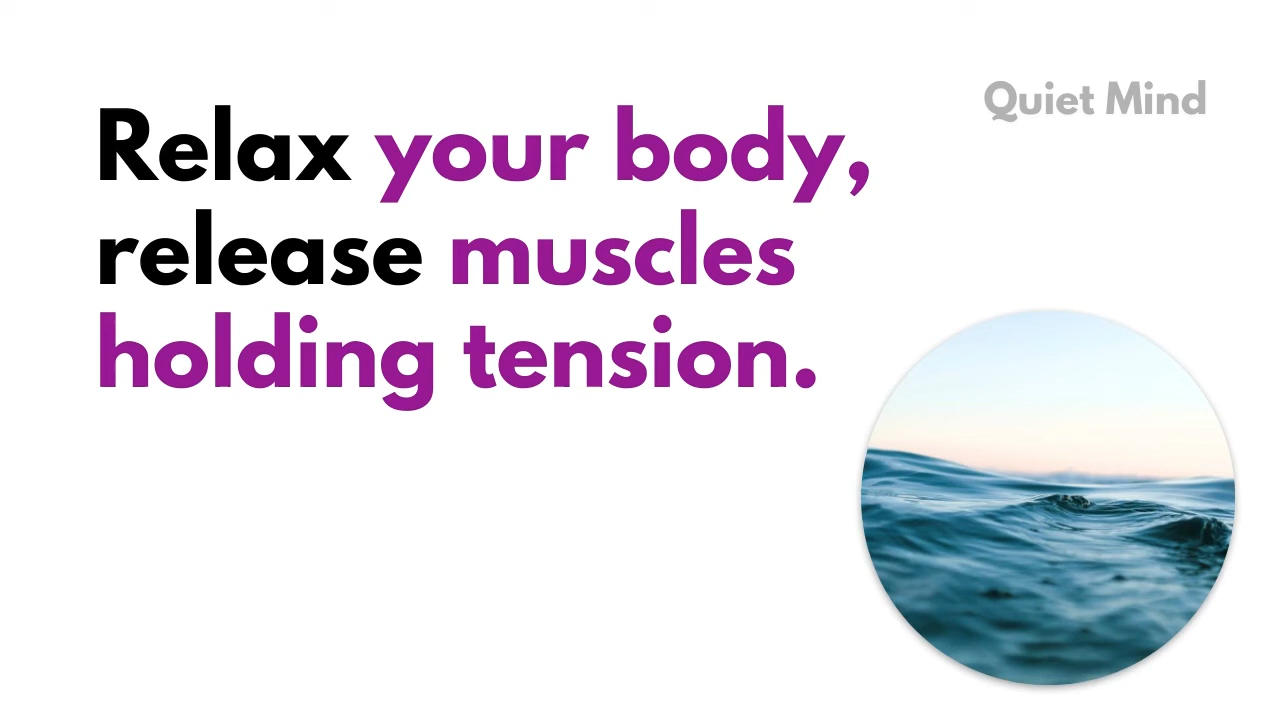 Quiet Mind
Relax your body,
release muscles
holding tension.